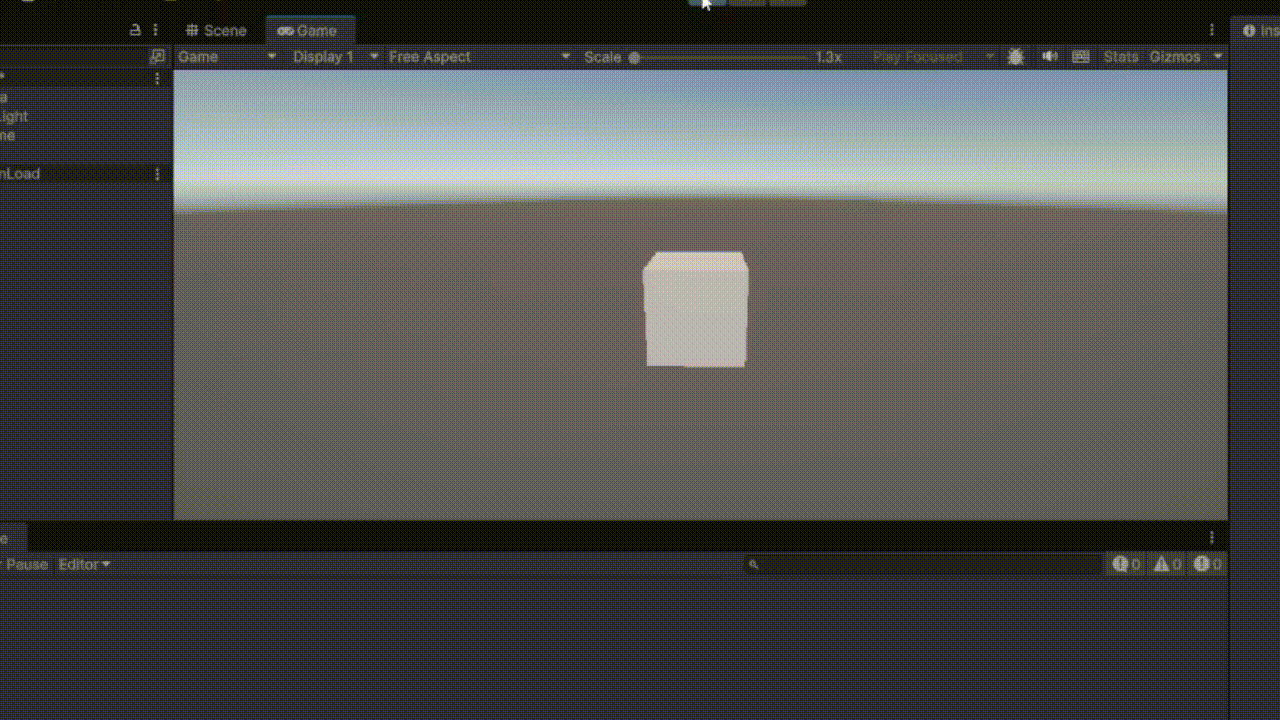 Scene Game Ins
Game Display 1 Free Aspect Scale 1.3x Play Focused Stats Gizmos
a
Light
me
nLoad
e
Pause Editor 0 0 0